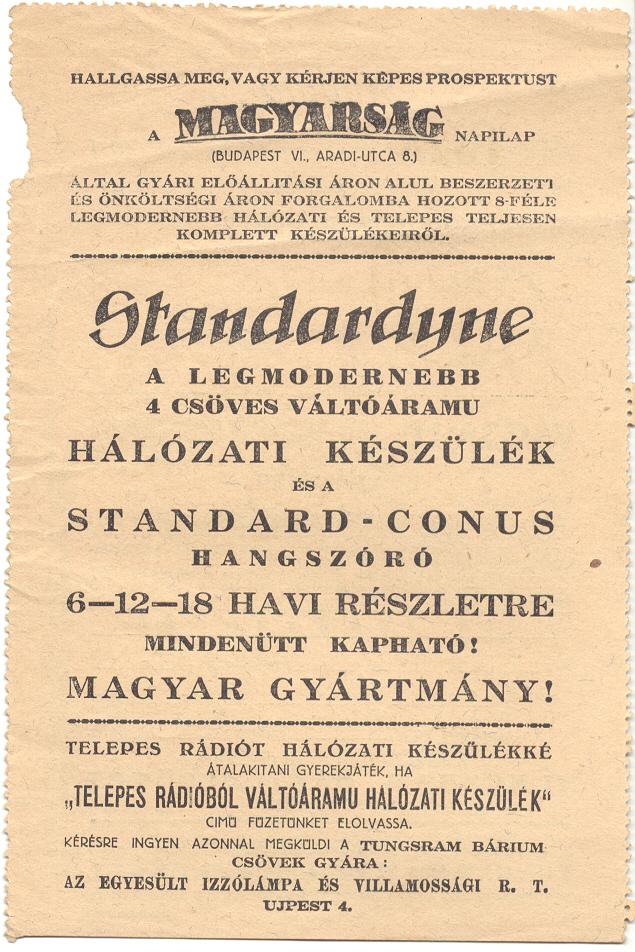 HALLGASSA MEG, VAGY KÉRJEN KÉPES PROSPEKTUST
A MAGYARSÁG NAPILAP
(BUDAPEST VI., ARADI-UTCA 8.)
ÁLTAL GYÁRI ELŐÁLLITÁSI ÁRON ALUL BESZERZETT
ÉS ÖNKÖLTSÉGI ÁRON FORGALOMBA HOZOTT 8-FÉLE
LEGMODERNEBB HÁLÓZATI ÉS TELEPES TELJESEN
KOMPLETT KÉSZÜLÉKEIRŐL.
Standardyne
A LEGMODERNEBB
4 CSÖVES VÁLTÓÁRAMU
HÁLÓZATI KÉSZÜLÉK
ÉS A
STANDARD-CONUS
HANGSZÓRÓ
6—12—18 HAVI RÉSZLETRE
MINDENÜTT KAPHATÓ!
MAGYAR GYÁRTMÁNY!
TELEPES RÁDIÓT HÁLÓZATI KÉSZÜLÉKKÉ
ÁTALAKITANI GYEREKJÁTÉK, HA
„TELEPES RÁDIÓBÓL VÁLTÓÁRAMU HÁLÓZATI KÉSZÜLÉK“
CIMÜ FÜZETÜNKET ELOLVASSA.
KÉRÉSRE INGYEN AZONNAL MEGKÜLDI A TUNGSRAM BÁRIUM
CSÖVEK GYÁRA:
AZ EGYESÜLT IZZÓLÁMPA ÉS VILLAMOSSÁGI R. T.
UJPEST 4.